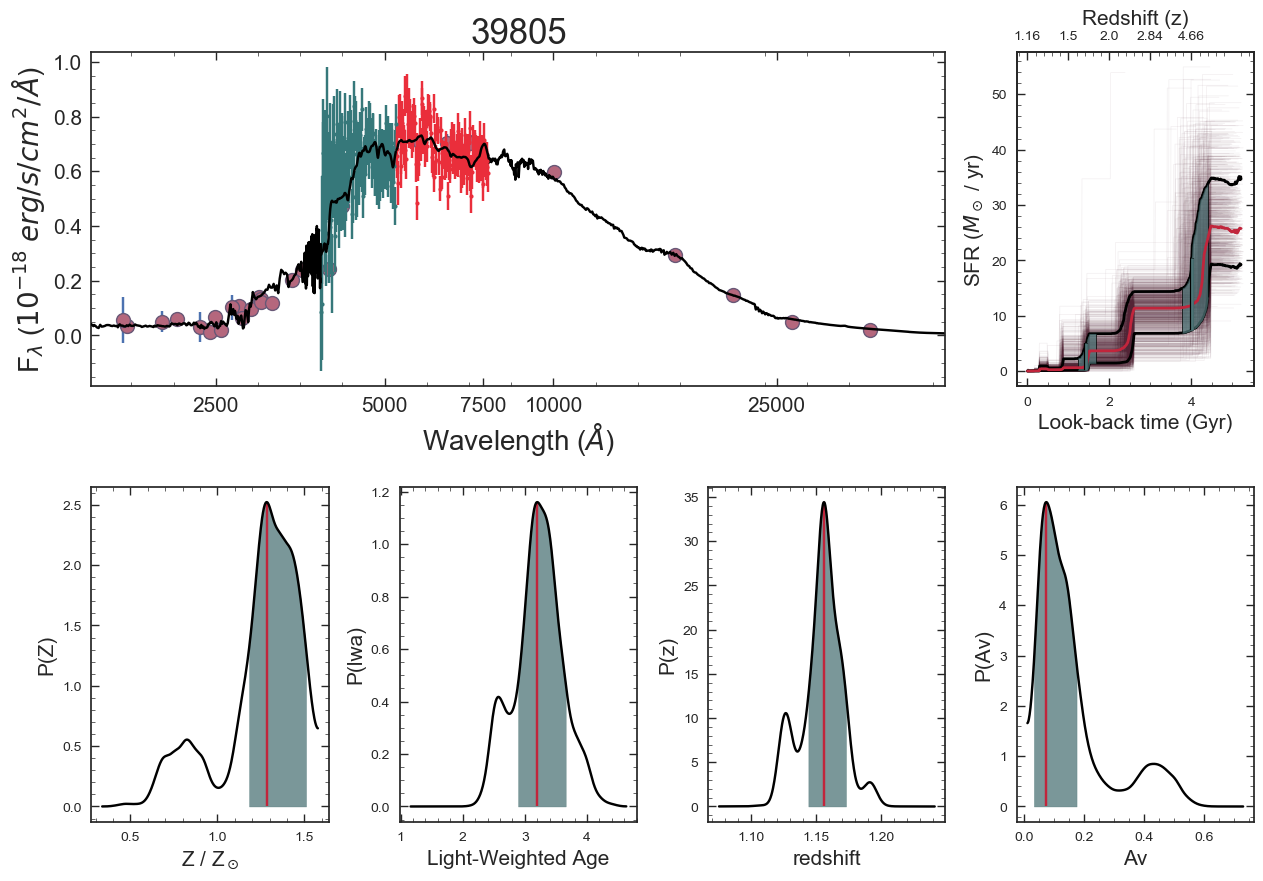 39805
F_λ (10^{-18} erg/s/cm^2/Å)
1.0
0.8
0.6
0.4
0.2
0.0
2500 5000 7500 10000 25000
Wavelength (Å)
Redshift (z)
1.16 1.5 2.0 2.84 4.66
SFR (M_⊙ / yr)
50
40
30
20
10
0
0 2 4
Look-back time (Gyr)
P(Z)
2.5
2.0
1.5
1.0
0.5
0.0
0.5 1.0 1.5
Z / Z_⊙
P(lwa)
1.2
1.0
0.8
0.6
0.4
0.2
0.0
1 2 3 4
Light-Weighted Age
P(z)
35
30
25
20
15
10
5
0
1.10 1.15 1.20
redshift
P(Av)
6
5
4
3
2
1
0
0.0 0.2 0.4 0.6
Av